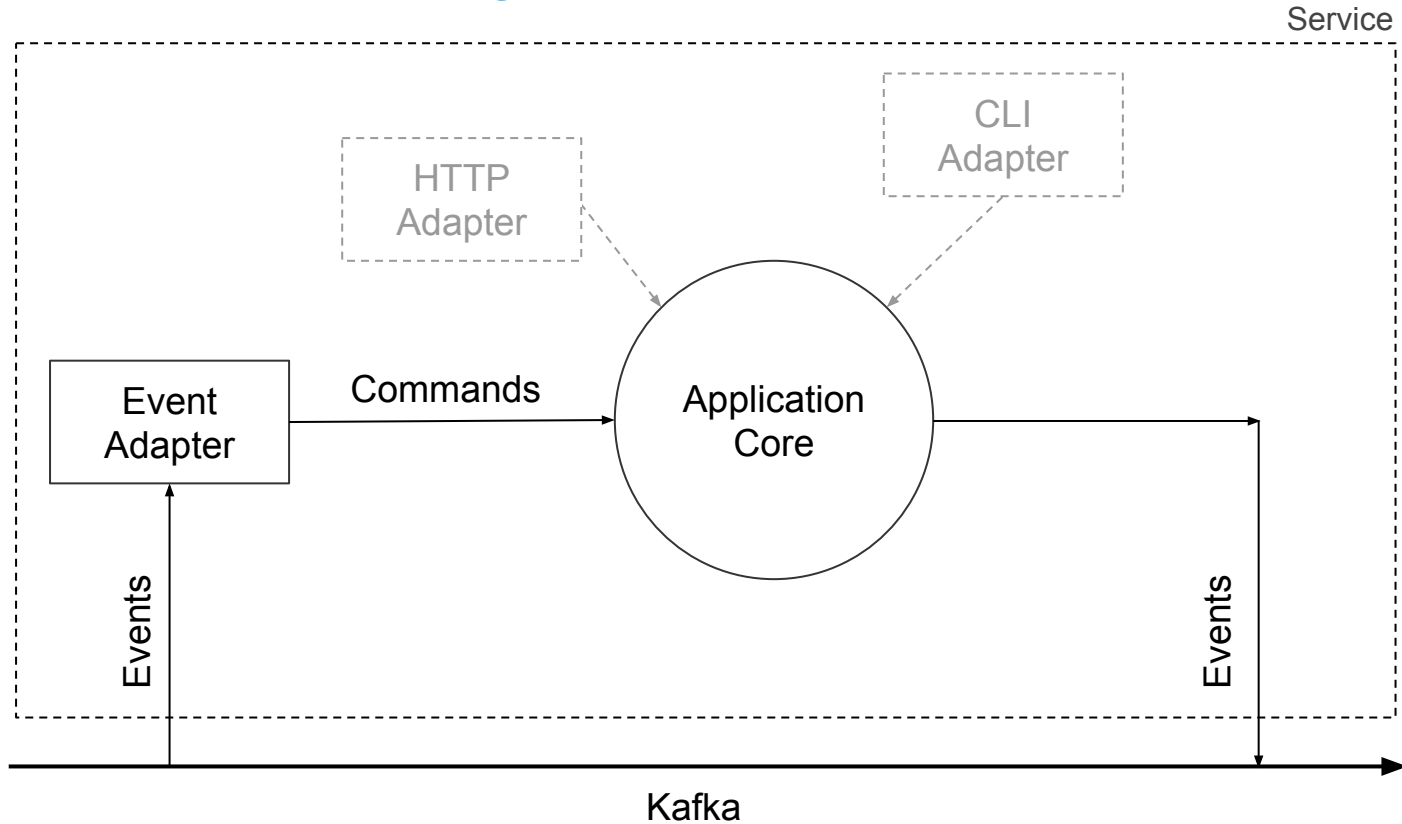 Service
CLI
Adapter
HTTP
Adapter
Event
Adapter
Commands
Application
Core
Events
Events
Kafka